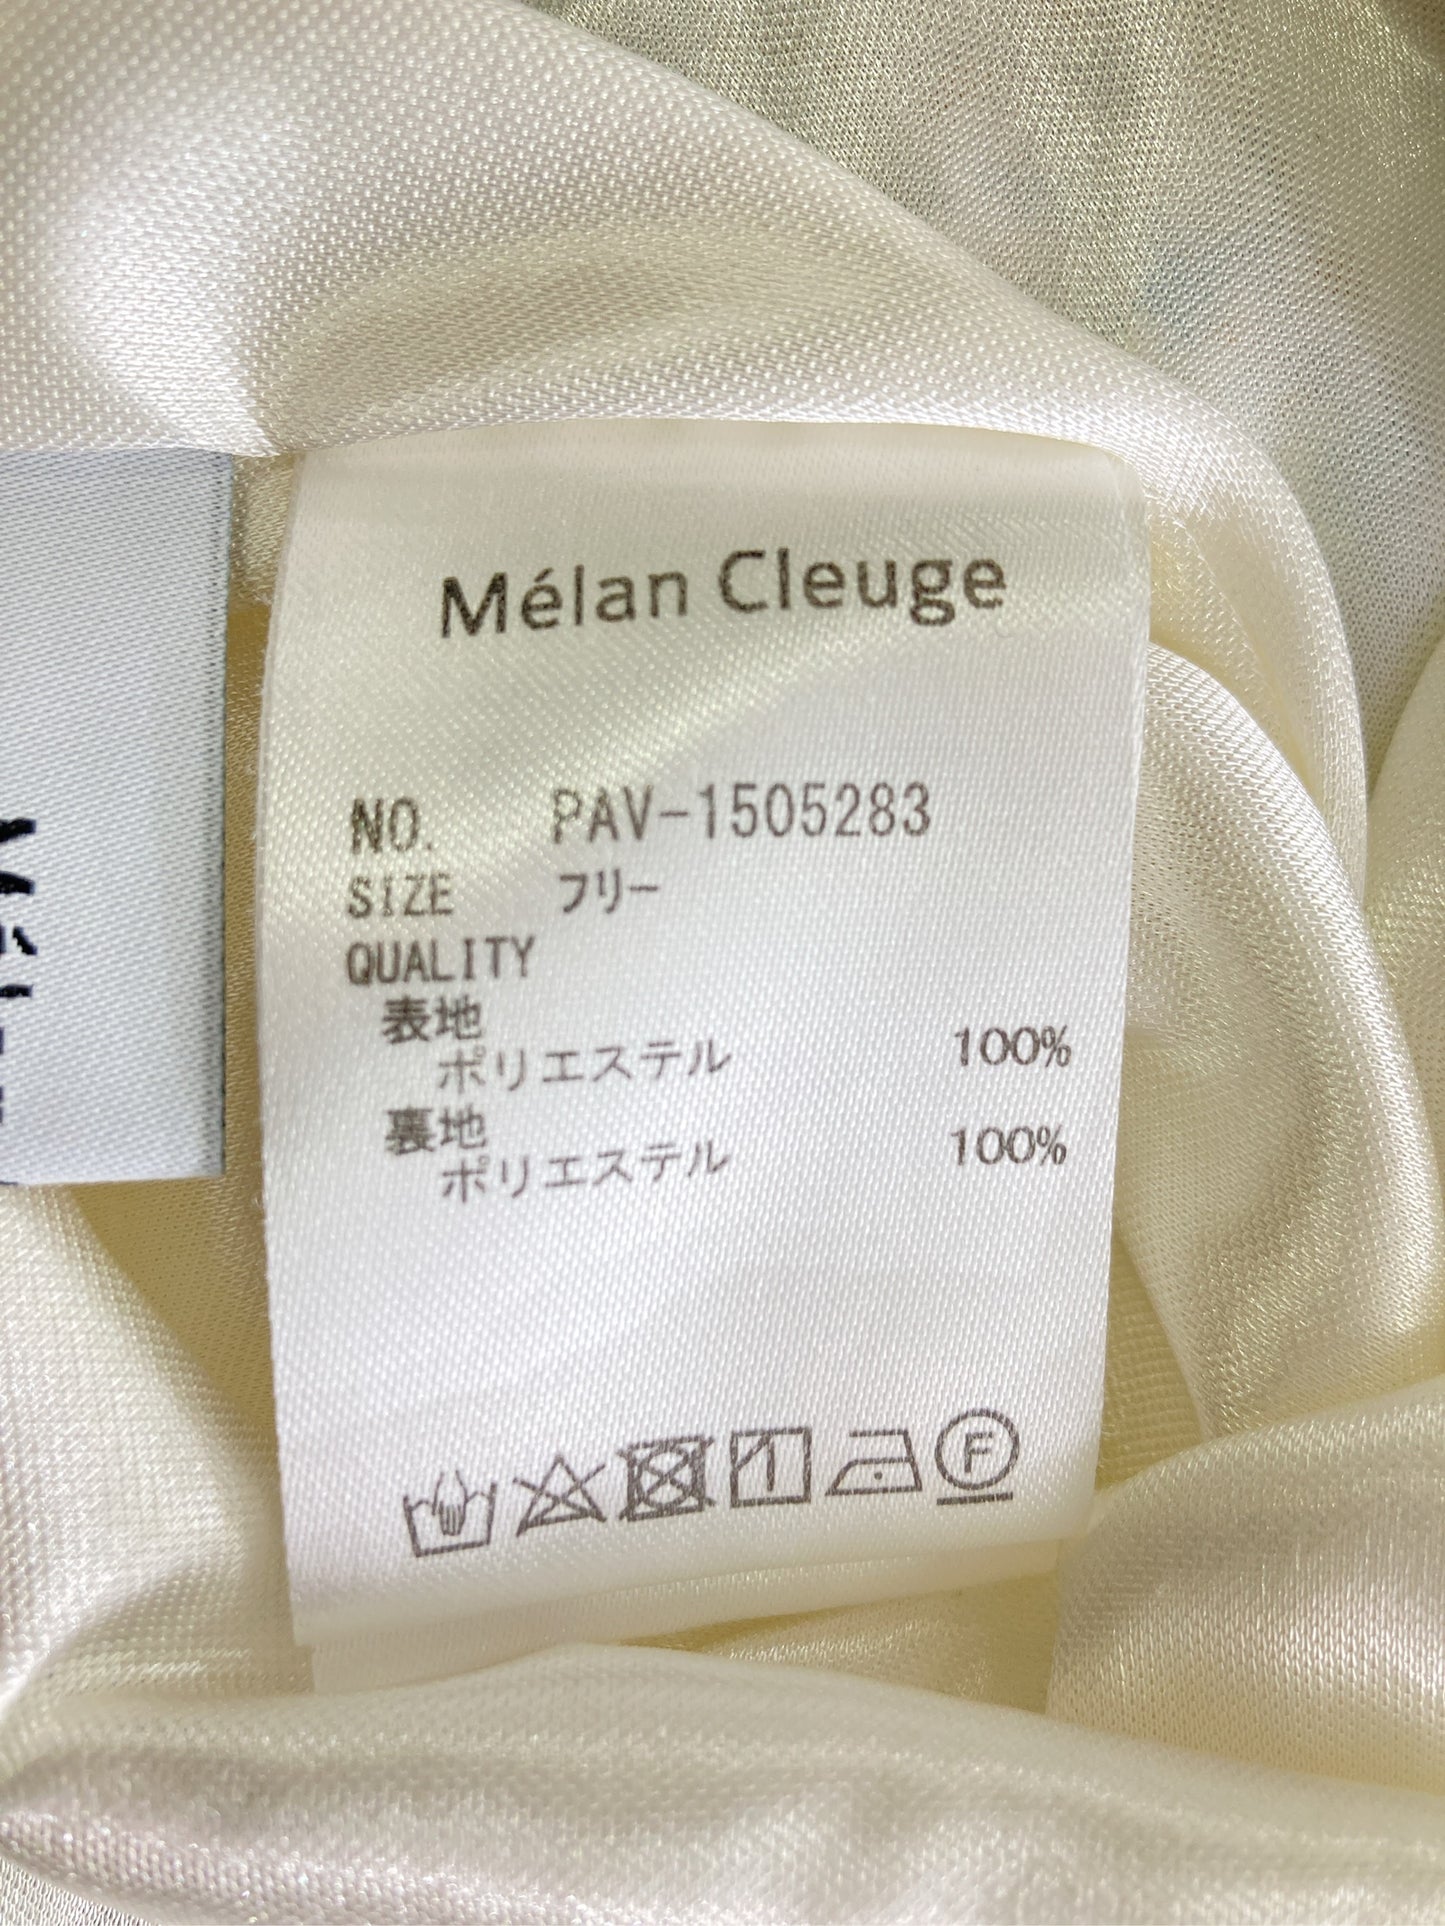 Mélan Cleuge
NO. PAV-1505283
SIZE フリー
QUALITY
表地
ポリエステル 100%
裏地
ポリエステル 100%
F